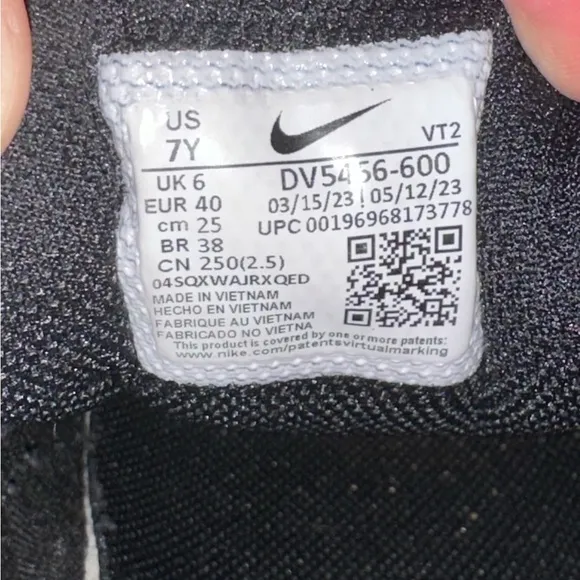 US
7Y
VT2
UK 6
EUR 40
cm 25
BR 38
CN 250(2.5)
DV5456-600
03/15/23 | 05/12/23
UPC 00196968173778
04SQXWAJRXQED
MADE IN VIETNAM
HECHO EN VIETNAM
FABRIQUE AU VIETNAM
FABRICADO NO VIETNA
This product is covered by one or more patents:
www.nike.com/patentsvirtualmarking